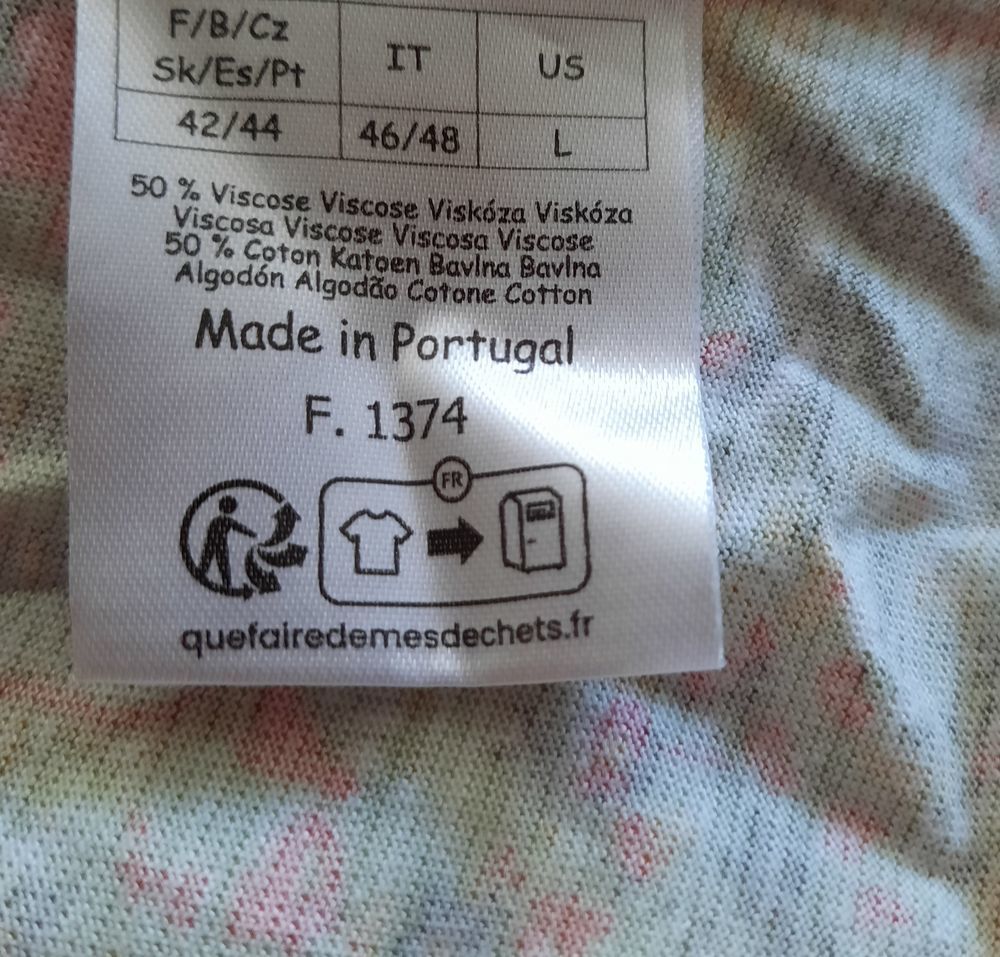 F/B/Cz
Sk/Es/Pt
IT
US
42/44
46/48
L
50 % Viscose Viscose Viskóza Viskóza
Viscosa Viscose Viscosa Viscose
50 % Coton Katoen Bavlna Bavlna
Algodón Algodão Cotone Cotton
Made in Portugal
F. 1374
FR
quefairedemesdechets.fr